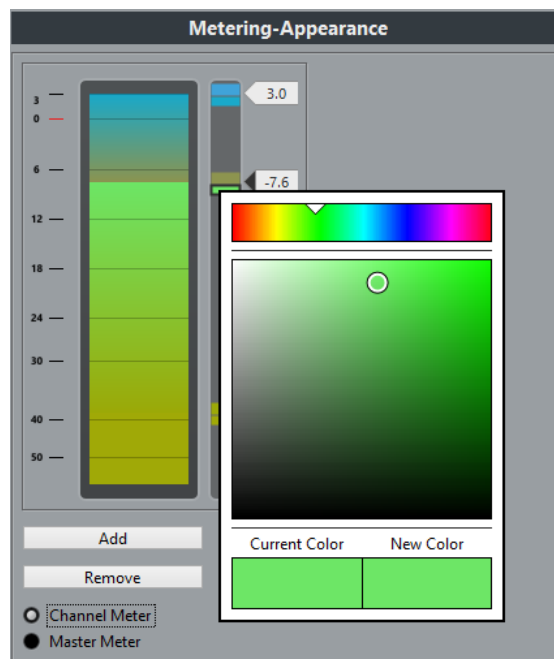 Metering-Appearance
3
0
6
12
18
24
30
40
50
3.0
-7.6
Add
Remove
Channel Meter
Master Meter
Current Color
New Color